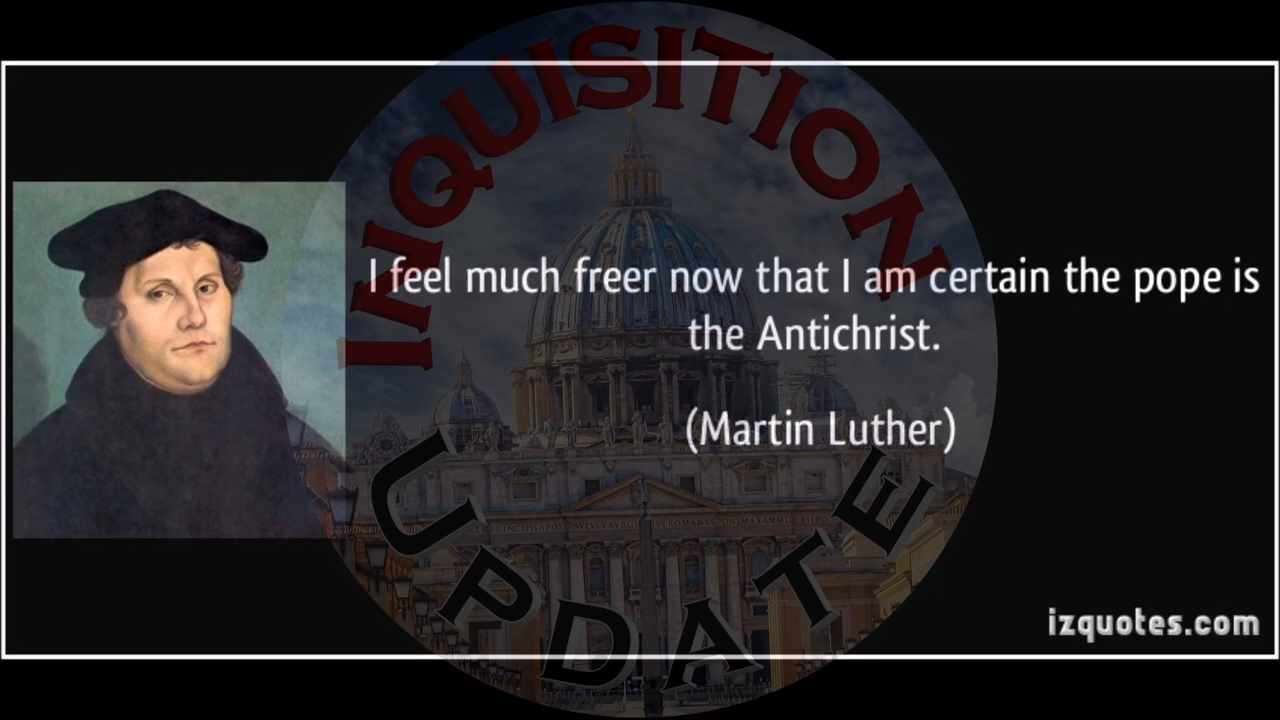 INQUISITION
I feel much freer now that I am certain the pope is
the Antichrist.
(Martin Luther)
UPDATE
izquotes.com